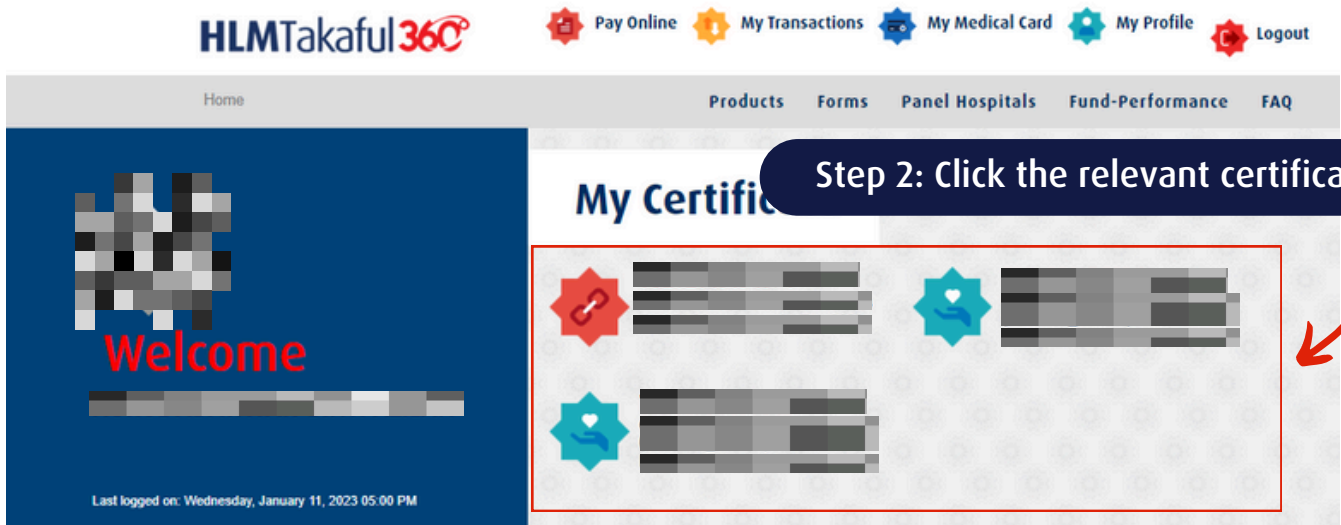 HLMTakaful360°
Pay Online
My Transactions
My Medical Card
My Profile
Logout
Home
Products
Forms
Panel Hospitals
Fund-Performance
FAQ
Step 2: Click the relevant certifica
My Certific
Welcome
Last logged on: Wednesday, January 11, 2023 05:00 PM